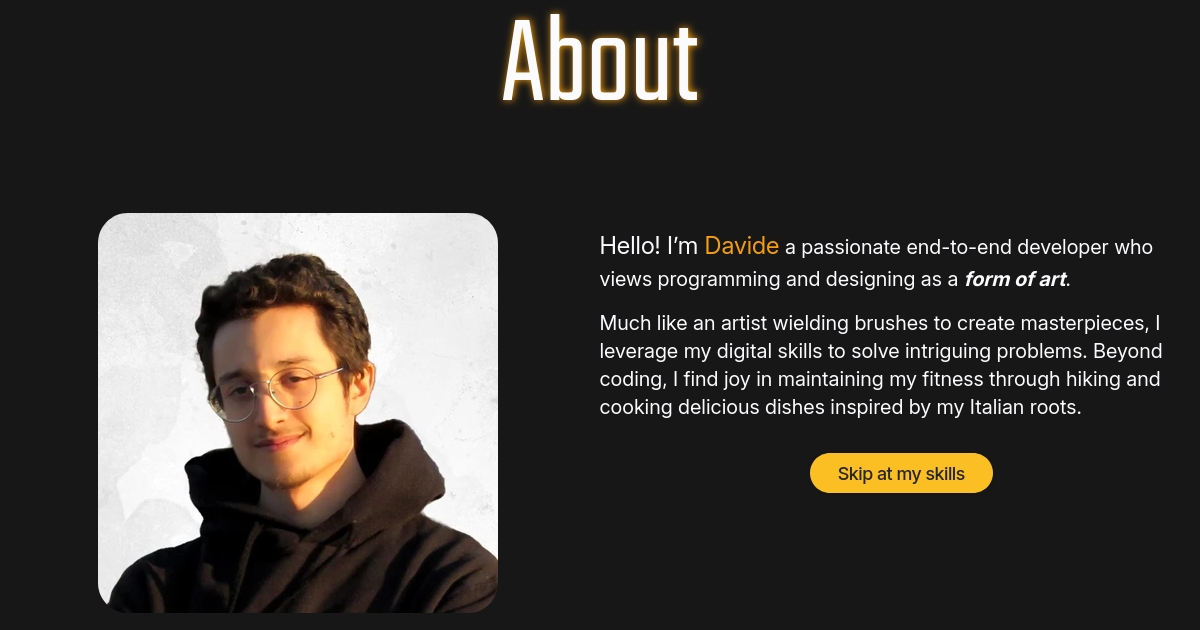 About
Hello! I’m Davide a passionate end-to-end developer who
views programming and designing as a form of art.
Much like an artist wielding brushes to create masterpieces, I
leverage my digital skills to solve intriguing problems. Beyond
coding, I find joy in maintaining my fitness through hiking and
cooking delicious dishes inspired by my Italian roots.
Skip at my skills